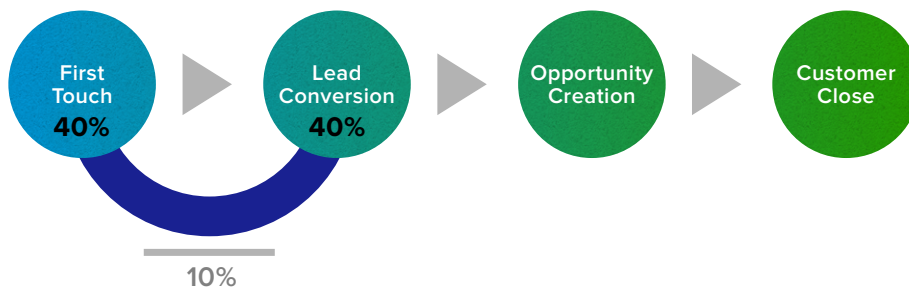 First
Touch
40%
Lead
Conversion
40%
Opportunity
Creation
Customer
Close
10%